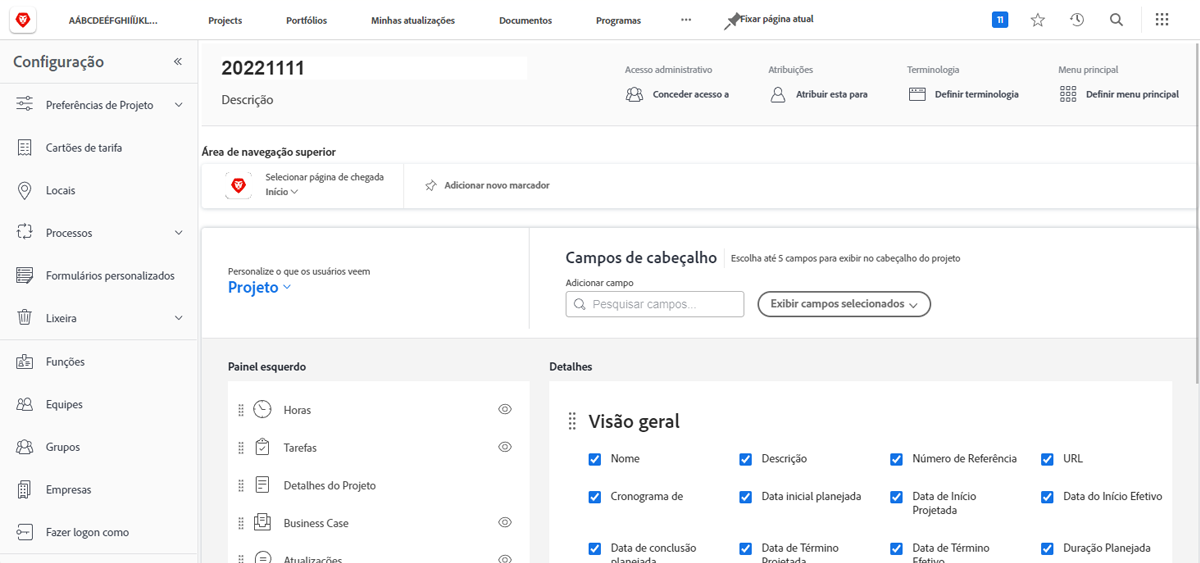 AÁBCDEÉFGHIÍÏJKL...
Projects
Portfólios
Minhas atualizações
Documentos
Programas
Fixar página atual
11
Configuração
20221111
Descrição
Acesso administrativo
Conceder acesso a
Atribuições
Atribuir esta para
Terminologia
Definir terminologia
Menu principal
Definir menu principal
Preferências de Projeto
Cartões de tarifa
Locais
Processos
Formulários personalizados
Lixeira
Funções
Equipes
Grupos
Empresas
Fazer logon como
Área de navegação superior
Selecionar página de chegada
Início
Adicionar novo marcador
Personalize o que os usuários veem
Projeto
Campos de cabeçalho
Escolha até 5 campos para exibir no cabeçalho do projeto
Adicionar campo
Pesquisar campos...
Exibir campos selecionados
Painel esquerdo
Horas
Tarefas
Detalhes do Projeto
Business Case
Atualizações
Detalhes
Visão geral
Nome
Descrição
Número de Referência
URL
Cronograma de
Data inicial planejada
Data de Início
Projetada
Data do Início Efetivo
Data de conclusão
planejada
Data de Término
Projetada
Data de Término
Efetivo
Duração Planejada